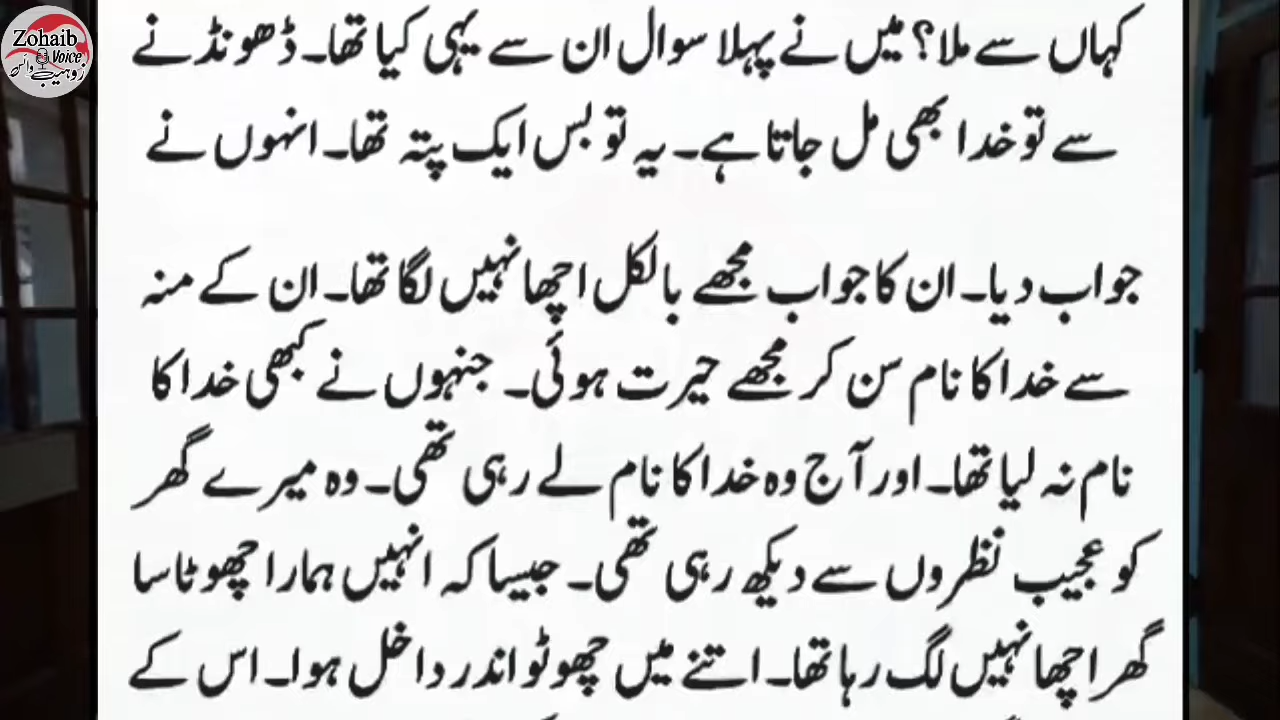 Zohaib
Voice
زوہیب وائس
کہاں سے ملا؟ میں نے پہلا سوال ان سے یہی کیا تھا۔ ڈھونڈنے
سے تو خدا بھی مل جاتا ہے۔ یہ تو بس ایک پتہ تھا۔ انہوں نے
جواب دیا۔ ان کا جواب مجھے بالکل اچھا نہیں لگا تھا۔ ان کے منہ
سے خدا کا نام سن کر مجھے حیرت ہوئی۔ جنہوں نے کبھی خدا کا
نام نہ لیا تھا۔ اور آج وہ خدا کا نام لے رہی تھی۔ وہ میرے گھر
کو عجیب نظروں سے دیکھ رہی تھی۔ جیسا کہ انہیں ہمارا چھوٹا سا
گھر اچھا نہیں لگ رہا تھا۔ اتنے میں چھوٹو اندر داخل ہوا۔ اس کے